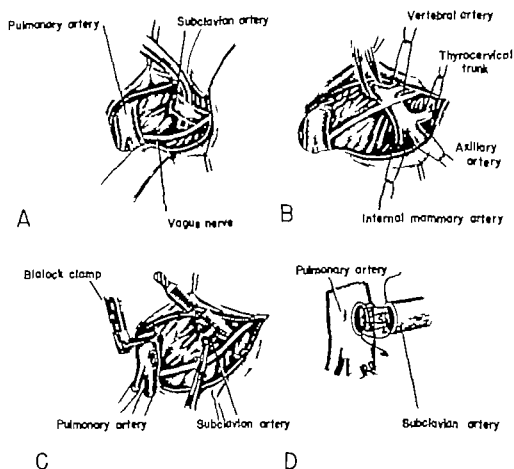 Pulmonary artery
Subclavian artery
Vagus nerve
A
Vertebral artery
Thyrocervical
trunk
Axillary
artery
Internal mammary artery
B
Blalock clamp
Pulmonary artery
Subclavian artery
C
Pulmonary artery
Subclavian artery
D